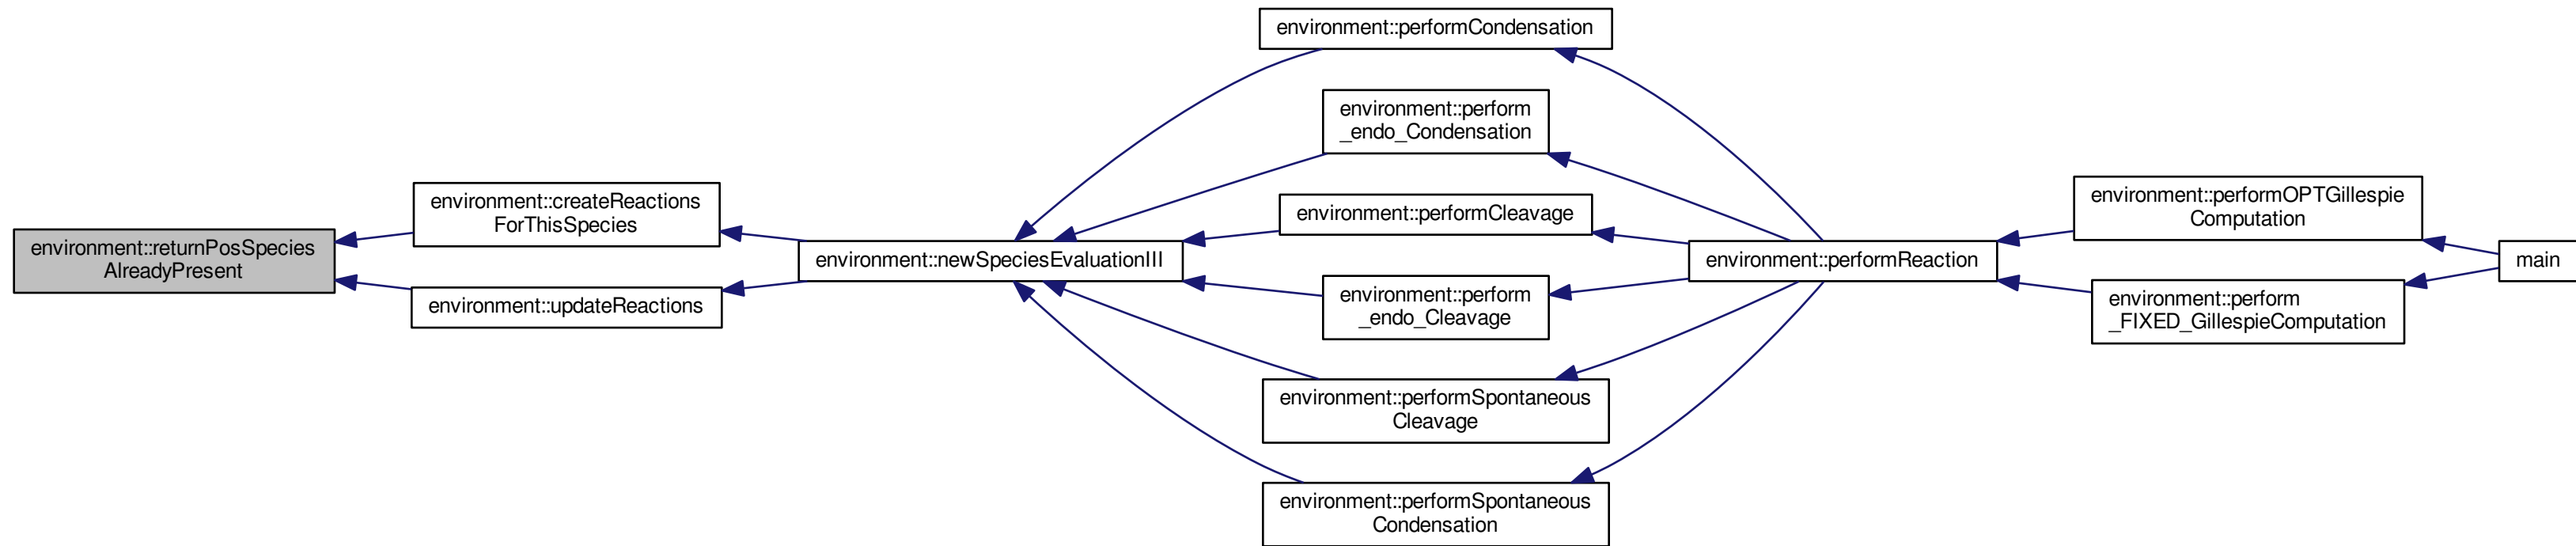 environment::returnPosSpecies
AlreadyPresent
environment::createReactions
ForThisSpecies
environment::updateReactions
environment::newSpeciesEvaluationIII
environment::performCondensation
environment::perform
_endo_Condensation
environment::performCleavage
environment::perform
_endo_Cleavage
environment::performSpontaneous
Cleavage
environment::performSpontaneous
Condensation
environment::performReaction
environment::performOPTGillespie
Computation
environment::perform
_FIXED_GillespieComputation
main